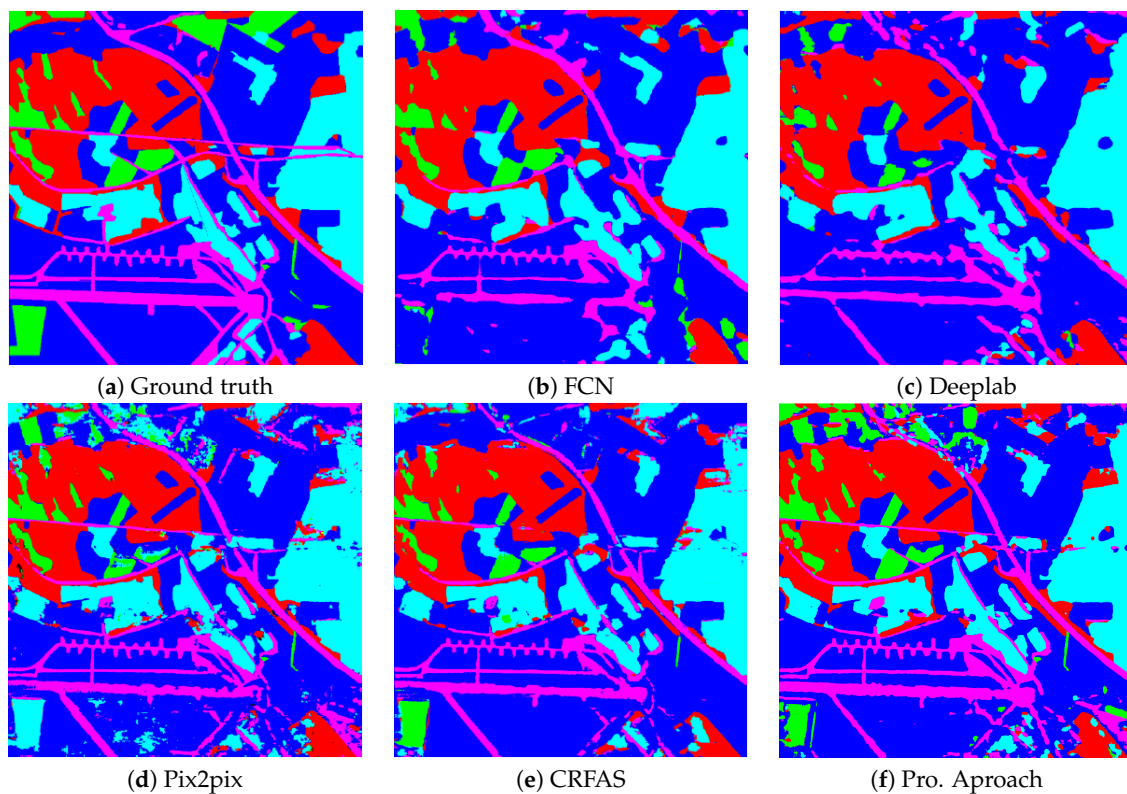 (a) Ground truth
(b) FCN
(c) Deeplab
(d) Pix2pix
(e) CRFAS
(f) Pro. Aproach